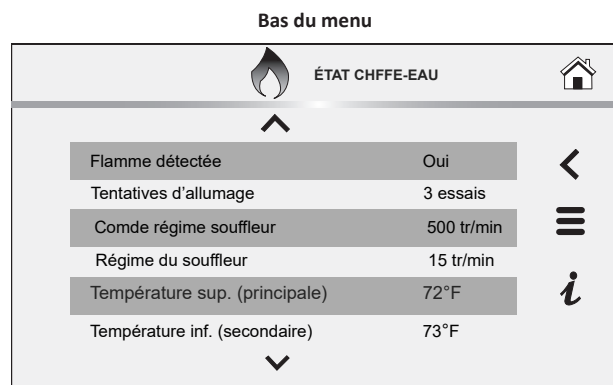 Bas du menu
ÉTAT CHFFE-EAU
Flamme détectée Oui
Tentatives d'allumage 3 essais
Comde régime souffleur 500 tr/min
Régime du souffleur 15 tr/min
Température sup. (principale) 72°F
Température inf. (secondaire) 73°F
i